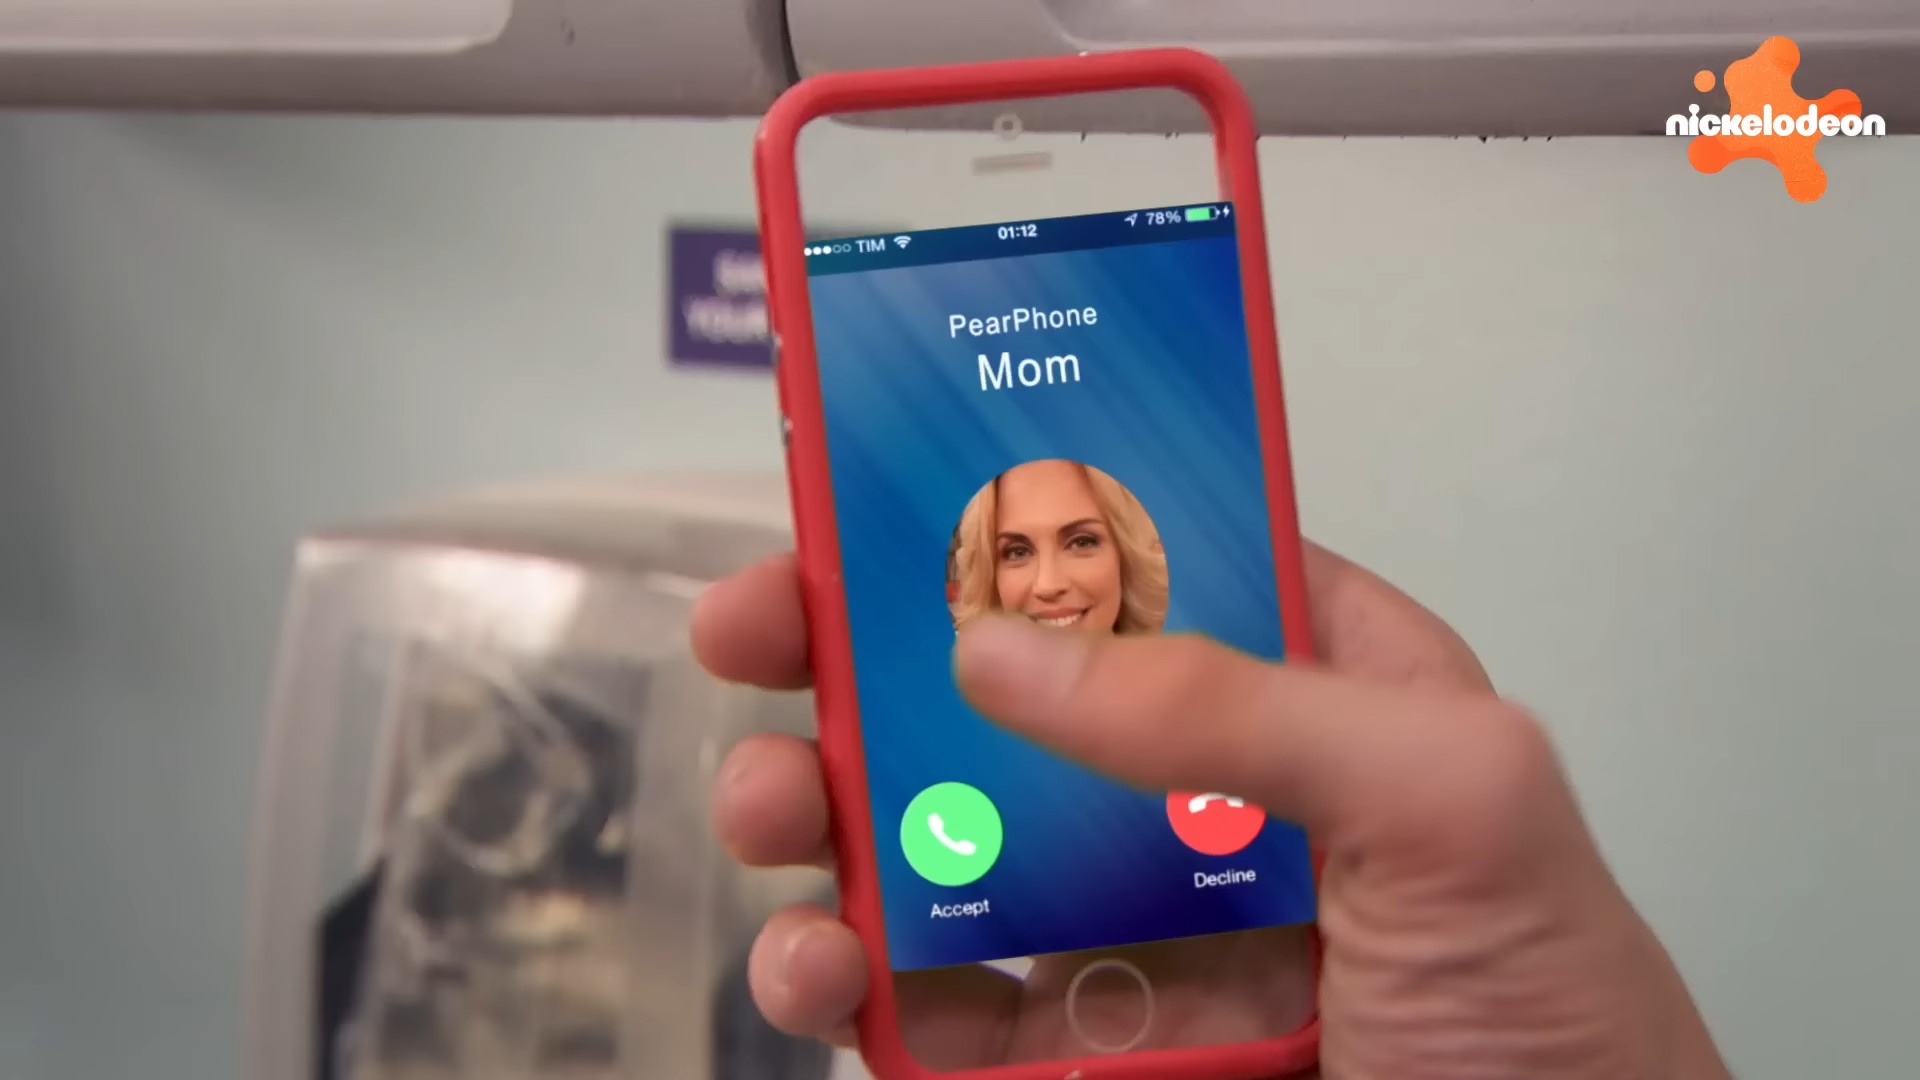 nickelodeon
TIM 01:12 78%
PearPhone
Mom
Accept
Decline